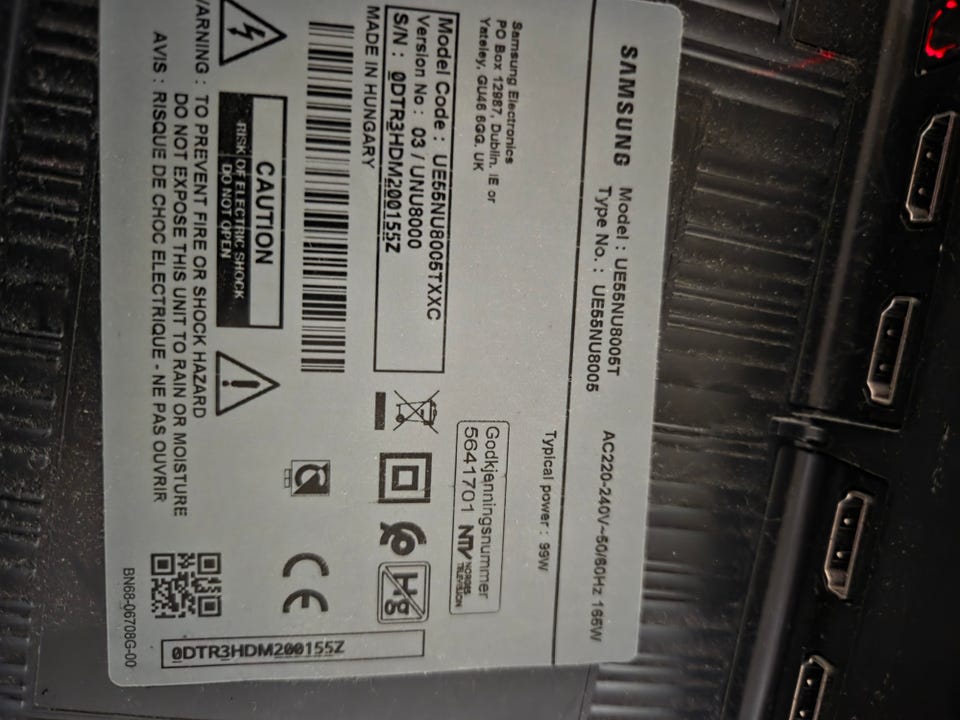 SAMSUNG
Model : UE55NU8005T
Type No. : UE55NU8005
AC220-240V~50/60Hz 165W
Typical power : 99W
Samsung Electronics
PO Box 12987, Dublin. IE or
Yateley, GU46 6GG. UK
Godkjenningsnummer
5641701 NTV NORGES TELEVISJON
Model Code : UE55NU8005TXXC
Version No : 03 / UNU8000
S/N : 0DTR3HDM200155Z
MADE IN HUNGARY
Hg
CE
CAUTION
RISK OF ELECTRIC SHOCK
DO NOT OPEN
WARNING : TO PREVENT FIRE OR SHOCK HAZARD
DO NOT EXPOSE THIS UNIT TO RAIN OR MOISTURE
AVIS : RISQUE DE CHOC ELECTRIQUE - NE PAS OUVRIR
0DTR3HDM200155Z
BN68-06708G-00